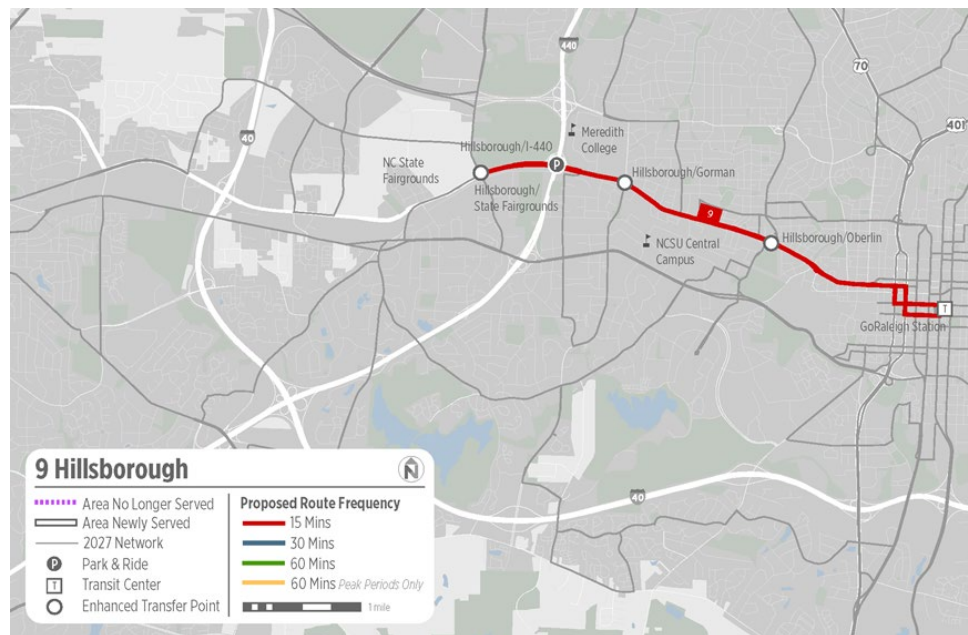 440
70
401
40
Meredith
College
Hillsborough/I-440
P
NC State
Fairgrounds
Hillsborough/
State Fairgrounds
Hillsborough/Gorman
9
NCSU Central
Campus
Hillsborough/Oberlin
T
GoRaleigh Station
40
9 Hillsborough
N
Area No Longer Served
Area Newly Served
2027 Network
P Park & Ride
T Transit Center
Enhanced Transfer Point
Proposed Route Frequency
15 Mins
30 Mins
60 Mins
60 Mins Peak Periods Only
1 mile